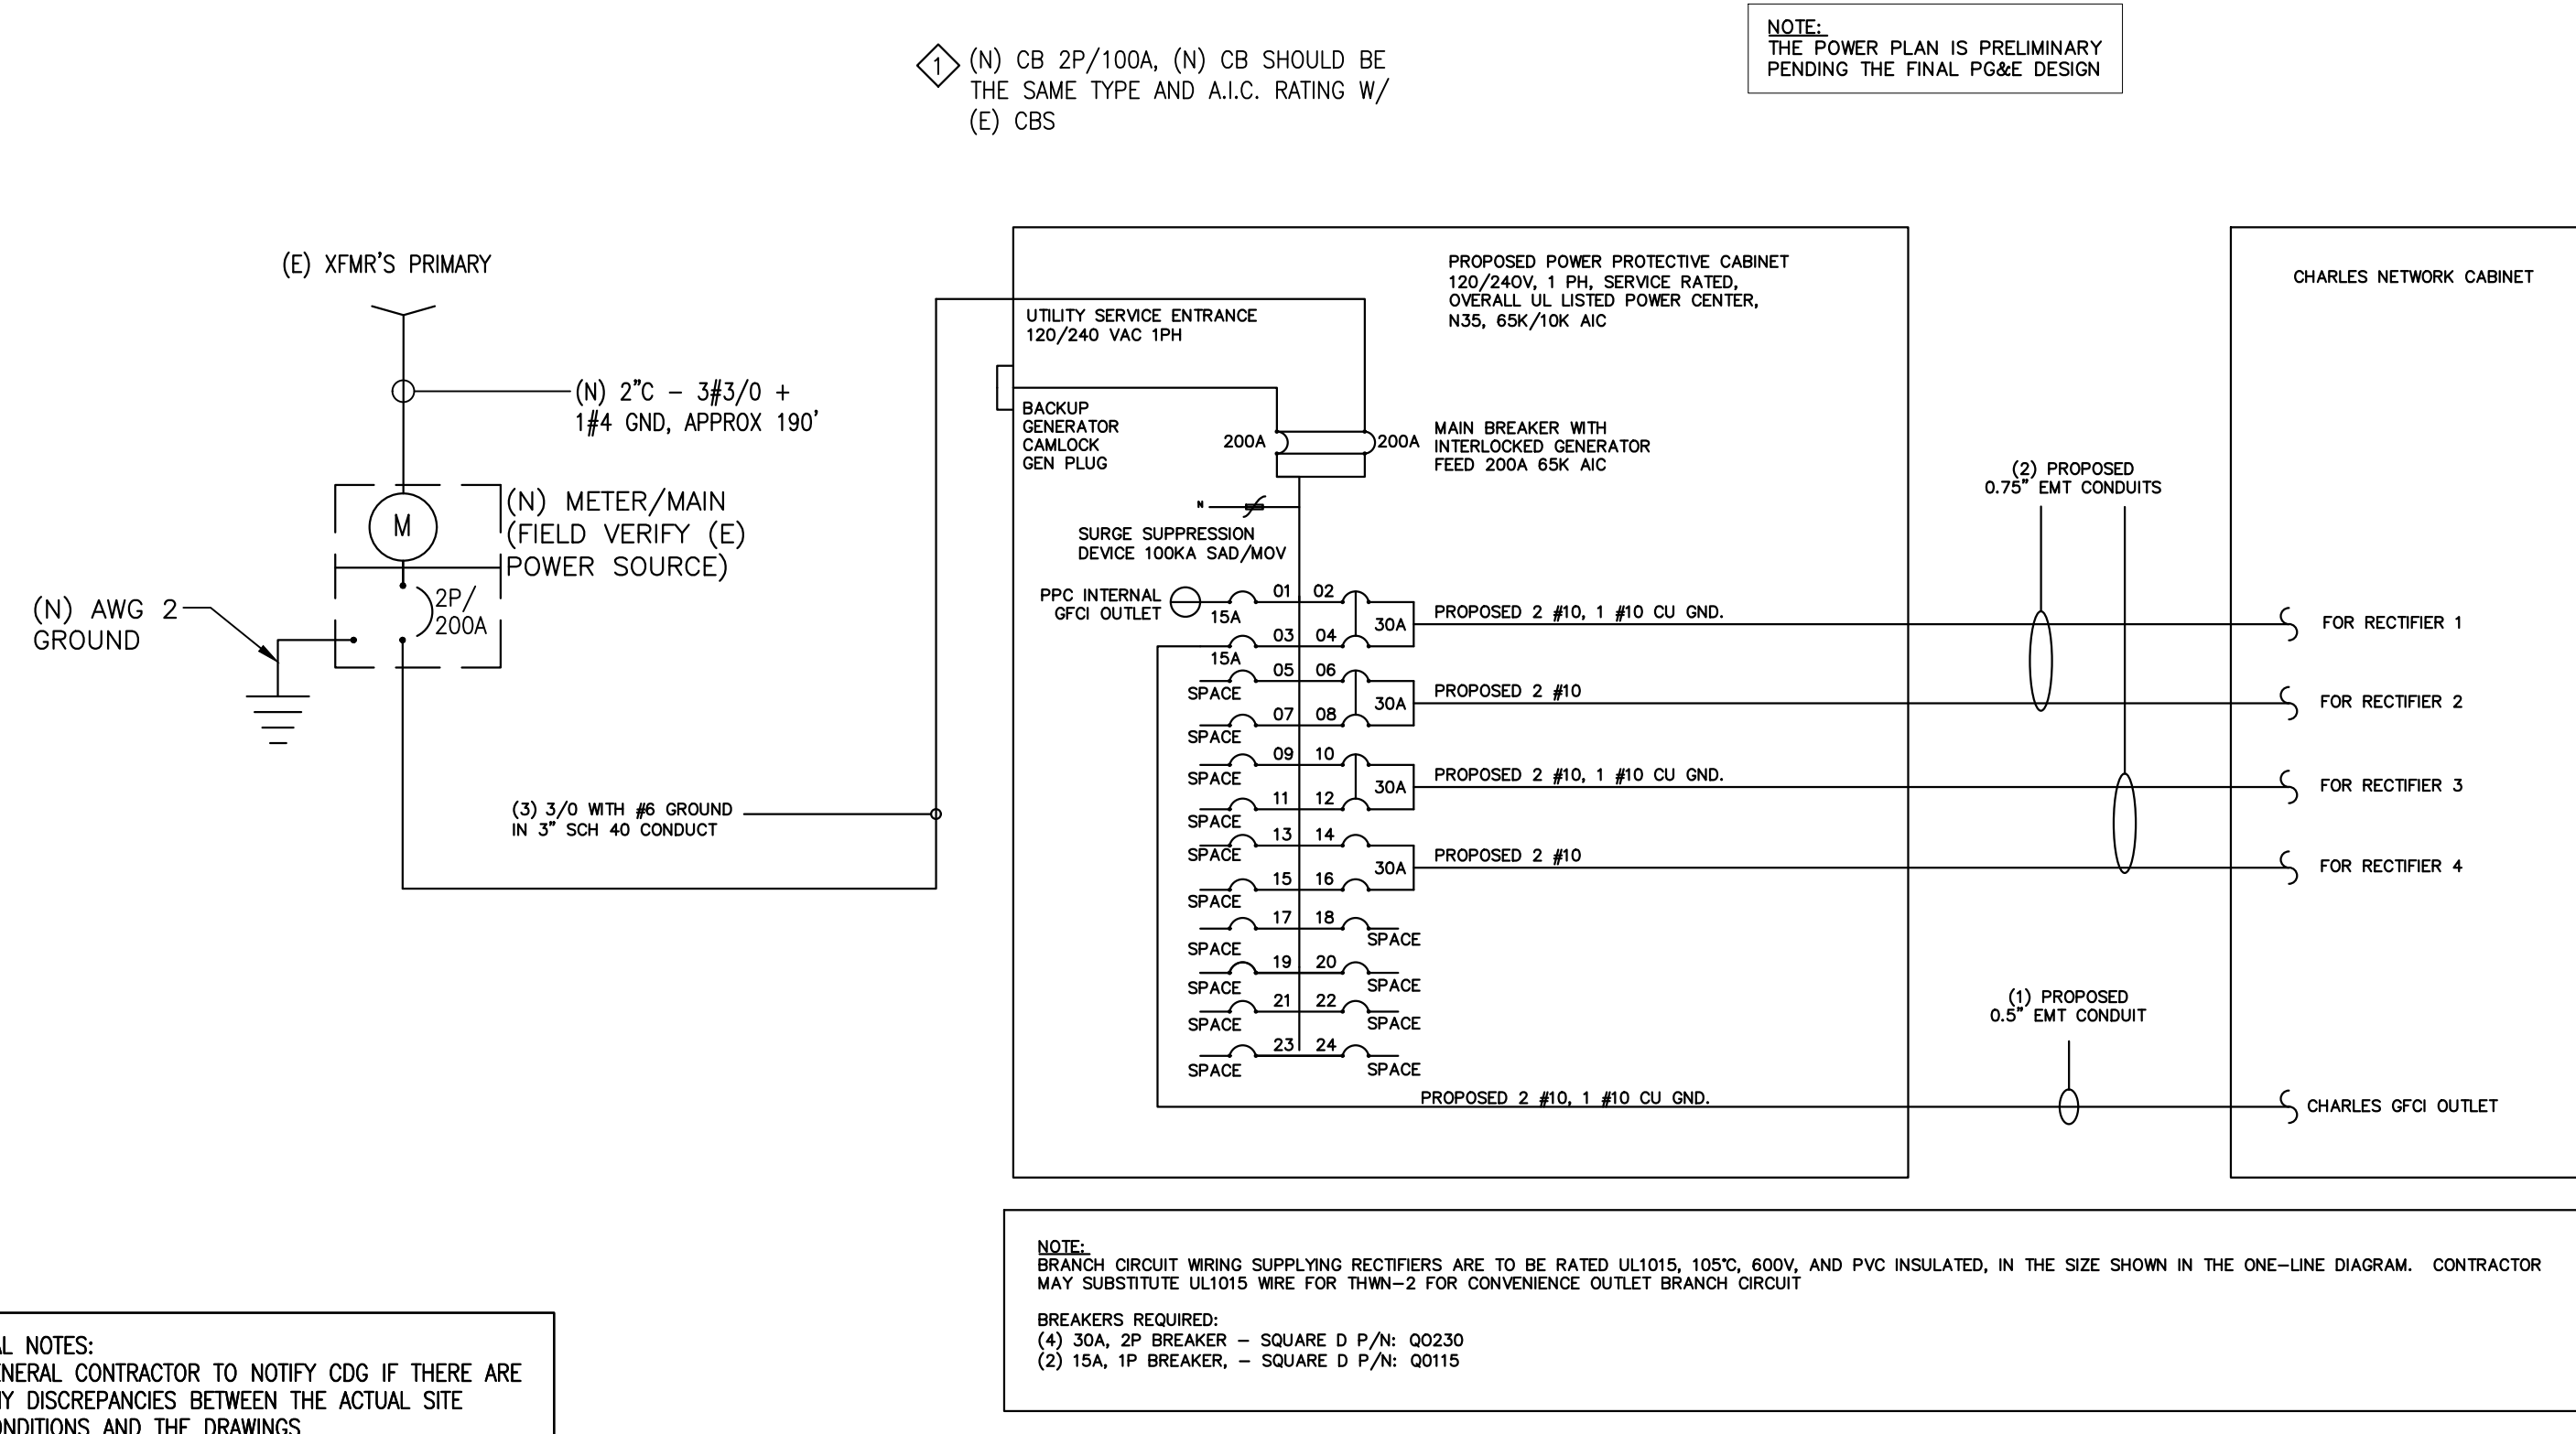 NOTE:
THE POWER PLAN IS PRELIMINARY
PENDING THE FINAL PG&E DESIGN
1
(N) CB 2P/100A, (N) CB SHOULD BE
THE SAME TYPE AND A.I.C. RATING W/
(E) CBS
(E) XFMR'S PRIMARY
(N) 2"C – 3#3/0 +
1#4 GND, APPROX 190'
M
(N) METER/MAIN
(FIELD VERIFY (E)
POWER SOURCE)
2P/
200A
(N) AWG 2
GROUND
(3) 3/0 WITH #6 GROUND
IN 3" SCH 40 CONDUCT
UTILITY SERVICE ENTRANCE
120/240 VAC 1PH
PROPOSED POWER PROTECTIVE CABINET
120/240V, 1 PH, SERVICE RATED,
OVERALL UL LISTED POWER CENTER,
N35, 65K/10K AIC
BACKUP
GENERATOR
CAMLOCK
GEN PLUG
200A
200A
MAIN BREAKER WITH
INTERLOCKED GENERATOR
FEED 200A 65K AIC
N
SURGE SUPPRESSION
DEVICE 100KA SAD/MOV
PPC INTERNAL
GFCI OUTLET
15A
01 02
30A
PROPOSED 2 #10, 1 #10 CU GND.
15A
03 04
SPACE
05 06
30A
PROPOSED 2 #10
SPACE
07 08
SPACE
09 10
30A
PROPOSED 2 #10, 1 #10 CU GND.
SPACE
11 12
SPACE
13 14
30A
PROPOSED 2 #10
SPACE
15 16
SPACE
17 18
SPACE
SPACE
19 20
SPACE
SPACE
21 22
SPACE
SPACE
23 24
SPACE
PROPOSED 2 #10, 1 #10 CU GND.
(2) PROPOSED
0.75" EMT CONDUITS
(1) PROPOSED
0.5" EMT CONDUIT
CHARLES NETWORK CABINET
FOR RECTIFIER 1
FOR RECTIFIER 2
FOR RECTIFIER 3
FOR RECTIFIER 4
CHARLES GFCI OUTLET
NOTE:
BRANCH CIRCUIT WIRING SUPPLYING RECTIFIERS ARE TO BE RATED UL1015, 105°C, 600V, AND PVC INSULATED, IN THE SIZE SHOWN IN THE ONE–LINE DIAGRAM. CONTRACTOR
MAY SUBSTITUTE UL1015 WIRE FOR THWN–2 FOR CONVENIENCE OUTLET BRANCH CIRCUIT
BREAKERS REQUIRED:
(4) 30A, 2P BREAKER – SQUARE D P/N: QO230
(2) 15A, 1P BREAKER, – SQUARE D P/N: QO115
NOTES:
CONTRACTOR TO NOTIFY CDG IF THERE ARE
DISCREPANCIES BETWEEN THE ACTUAL SITE
AND THE DRAWINGS